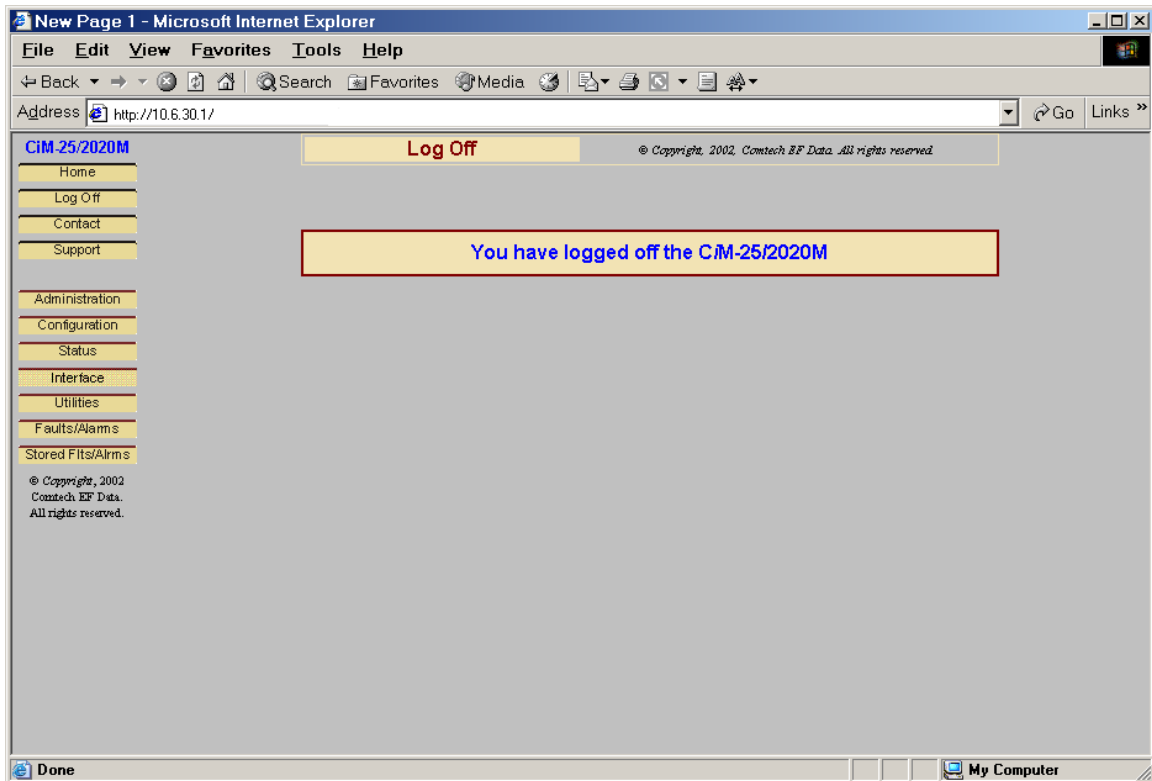 New Page 1 - Microsoft Internet Explorer
File Edit View Favorites Tools Help
Back Search Favorites Media
Address http://10.6.30.1/ Go Links »
CiM-25/2020M
Home
Log Off
Contact
Support
Administration
Configuration
Status
Interface
Utilities
Faults/Alarms
Stored Flts/Alrms
© Copyright, 2002
Comtech EF Data.
All rights reserved.
Log Off
© Copyright, 2002, Comtech EF Data. All rights reserved.
You have logged off the CiM-25/2020M
Done
My Computer